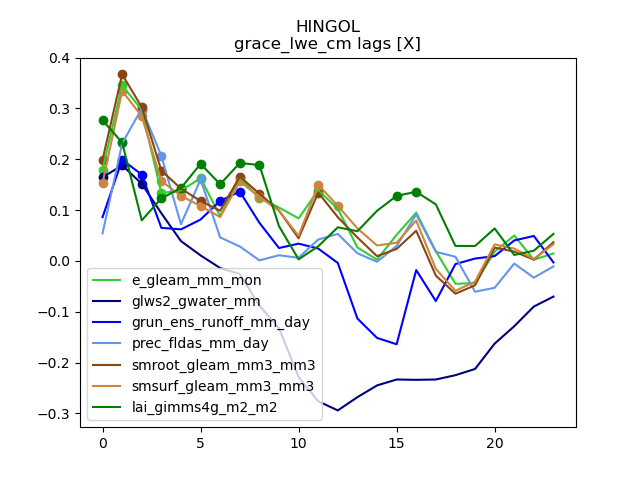 HINGOL
grace_lwe_cm lags [X]
0.4
0.3
0.2
0.1
0.0
−0.1
−0.2
−0.3
e_gleam_mm_mon
glws2_gwater_mm
grun_ens_runoff_mm_day
prec_fldas_mm_day
smroot_gleam_mm3_mm3
smsurf_gleam_mm3_mm3
lai_gimms4g_m2_m2
0 5 10 15 20